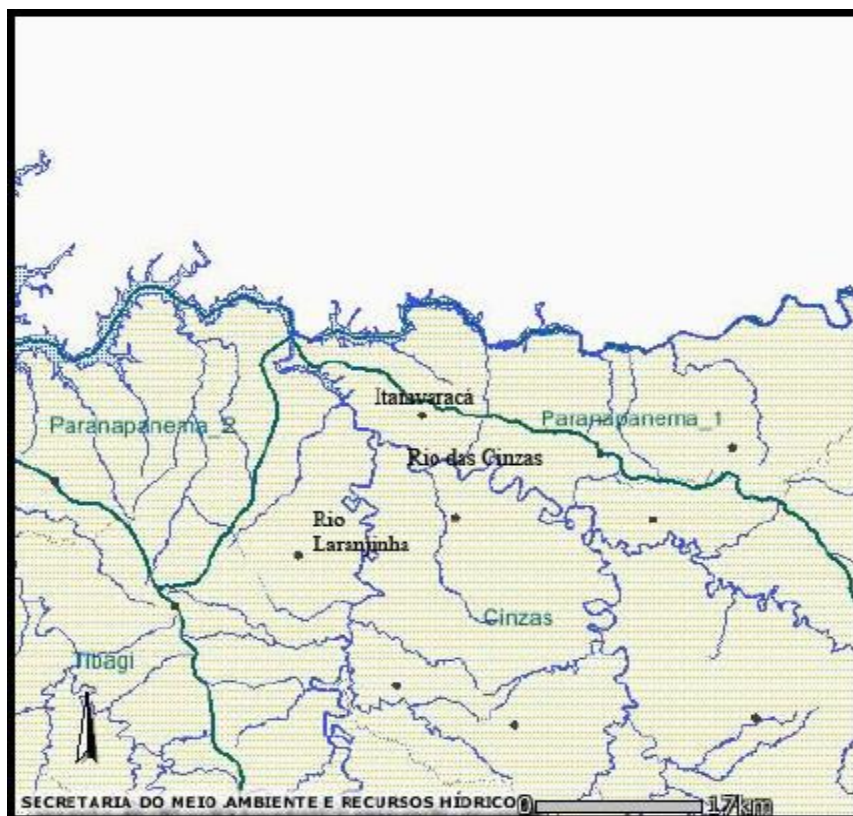 Itambaracá
Paranapanema_2
Paranapanema_1
Rio das Cinzas
Rio
Laranjinha
Cinzas
Tibagi
SECRETARIA DO MEIO AMBIENTE E RECURSOS HÍDRICO
0 17km